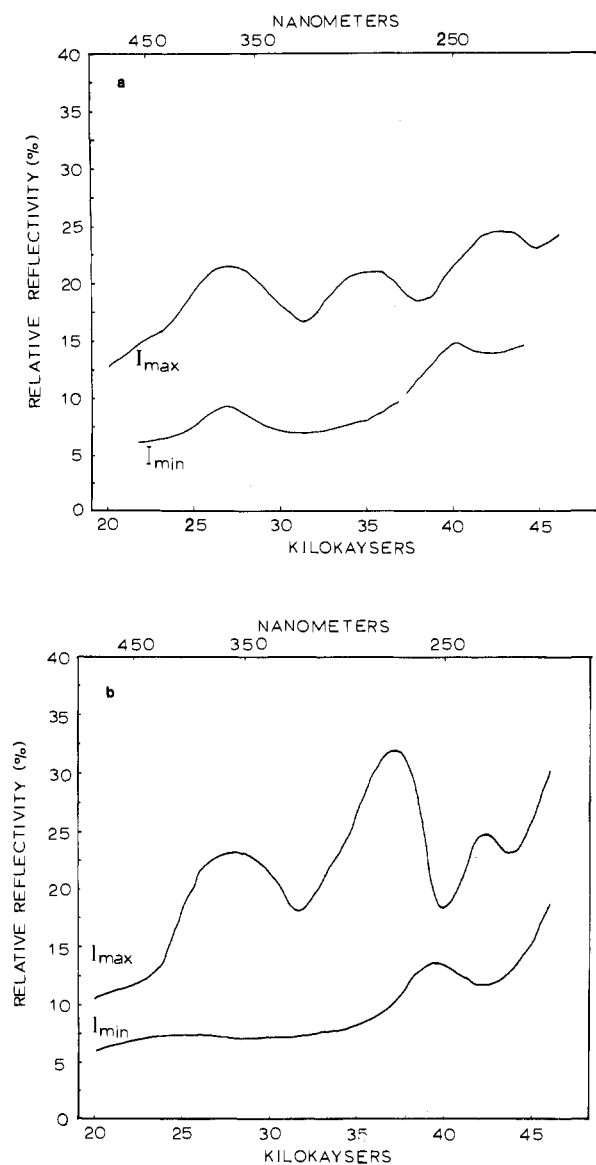 NANOMETERS
450 350 250
a
40
35
30
25
20
15
10
5
0
RELATIVE REFLECTIVITY (%)
Imax
Imin
20 25 30 35 40 45
KILOKAYSERS
NANOMETERS
450 350 250
b
40
35
30
25
20
15
10
5
0
RELATIVE REFLECTIVITY (%)
Imax
Imin
20 25 30 35 40 45
KILOKAYSERS